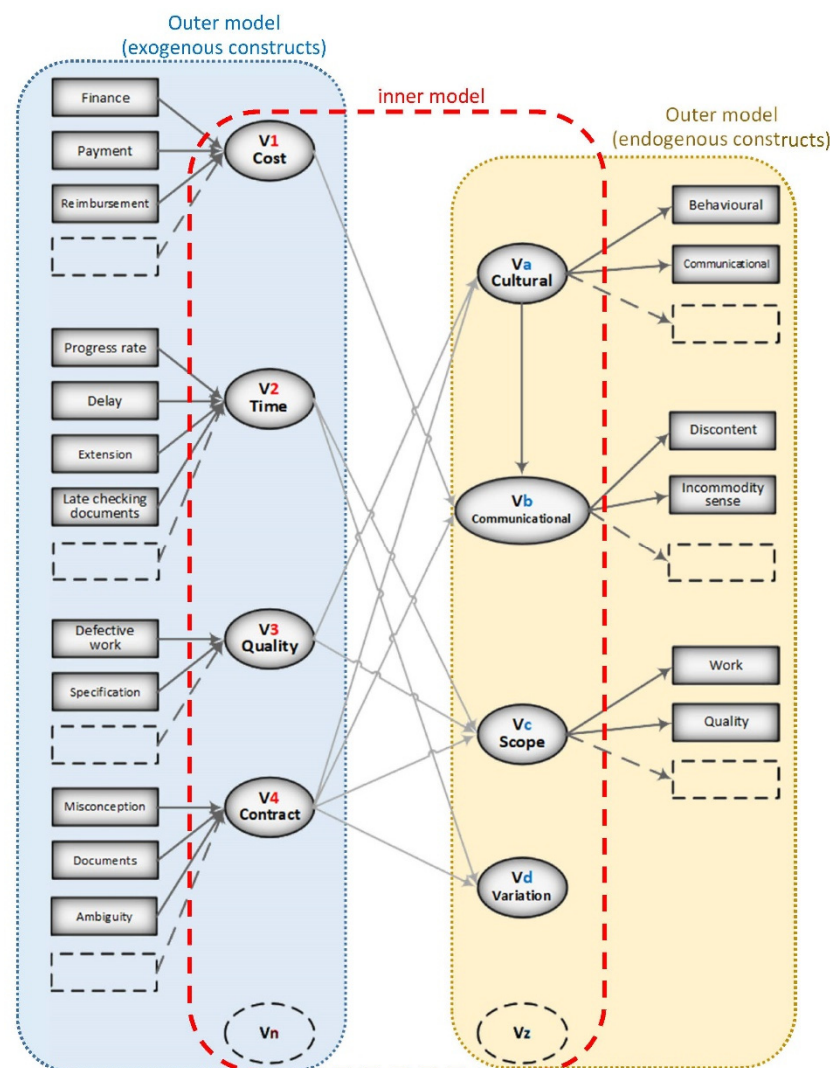 Outer model
(exogenous constructs)
inner model
Outer model
(endogenous constructs)
Finance
Payment
Reimbursement
V1
Cost
Progress rate
Delay
Extension
Late checking
documents
V2
Time
Defective
work
Specification
V3
Quality
Misconception
Documents
Ambiguity
V4
Contract
Vn
Va
Cultural
Behavioural
Communicational
Vb
Communicational
Discontent
Incommodity
sense
Vc
Scope
Work
Quality
Vd
Variation
Vz